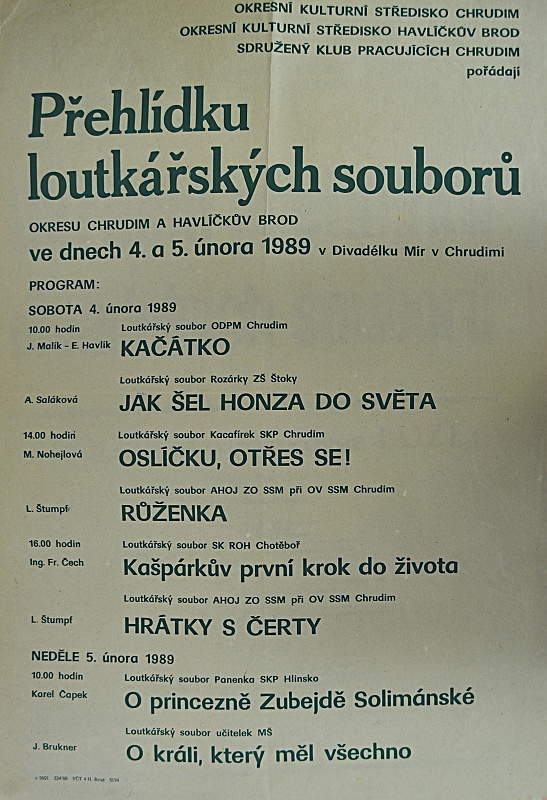 OKRESNÍ KULTURNÍ STŘEDISKO CHRUDIM
OKRESNÍ KULTURNÍ STŘEDISKO HAVLÍČKŮV BROD
SDRUŽENÝ KLUB PRACUJÍCÍCH CHRUDIM
pořádají
Přehlídku
loutkářských souborů
OKRESU CHRUDIM A HAVLÍČKŮV BROD
ve dnech 4. a 5. února 1989 v Divadélku Mír v Chrudimi
PROGRAM:
SOBOTA 4. února 1989
10.00 hodin Loutkářský soubor ODPM Chrudim
J. Malík - E. Havlík KAČÁTKO
Loutkářský soubor Rozárky ZŠ Štoky
A. Saláková JAK ŠEL HONZA DO SVĚTA
14.00 hodin Loutkářský soubor Kacafírek SKP Chrudim
M. Nohejlová OSLÍČKU, OTŘES SE!
Loutkářský soubor AHOJ ZO SSM při OV SSM Chrudim
L. Štumpf RŮŽENKA
16.00 hodin Loutkářský soubor SK ROH Chotěboř
Ing. Fr. Čech Kašpárkův první krok do života
Loutkářský soubor AHOJ ZO SSM při OV SSM Chrudim
L. Štumpf HRÁTKY S ČERTY
NEDĚLE 5. února 1989
10.00 hodin Loutkářský soubor Panenka SKP Hlinsko
Karel Čapek O princezně Zubejdě Solimánské
Loutkářský soubor učitelek MŠ
J. Brukner O králi, který měl všechno